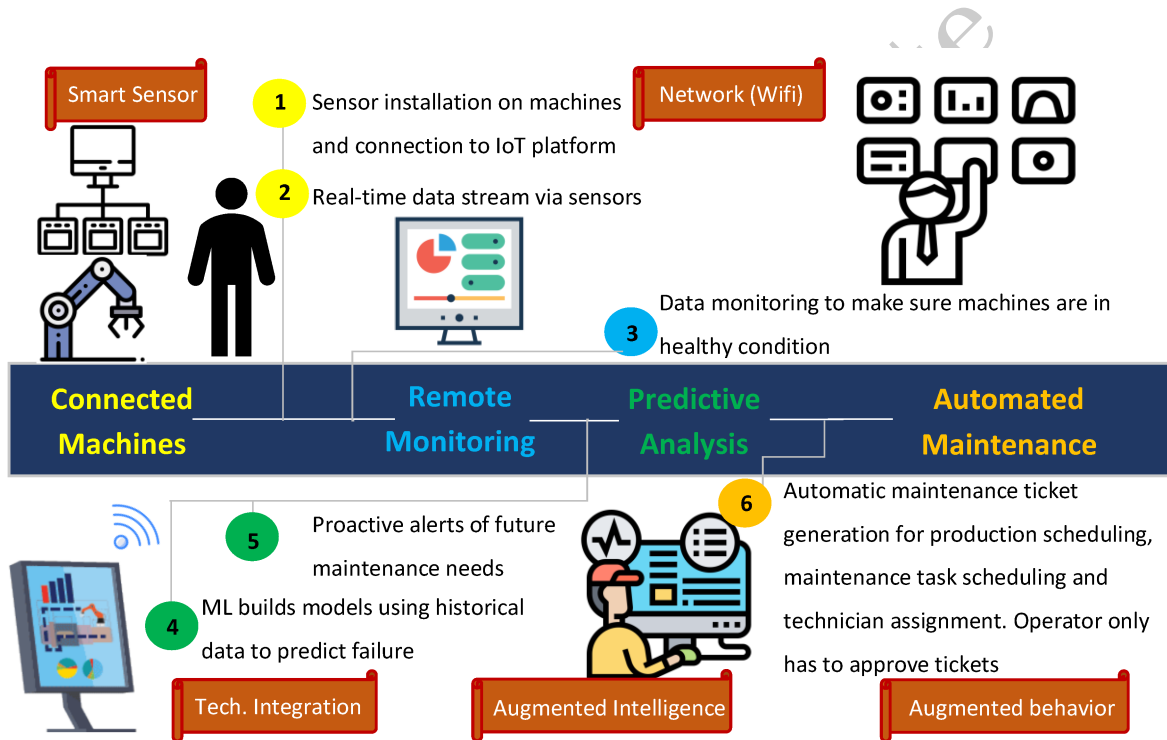 Smart Sensor
1
Sensor installation on machines
and connection to IoT platform
Network (Wifi)
2
Real-time data stream via sensors
3
Data monitoring to make sure machines are in
healthy condition
Connected
Machines
Remote
Monitoring
Predictive
Analysis
Automated
Maintenance
5
Proactive alerts of future
maintenance needs
4
ML builds models using historical
data to predict failure
6
Automatic maintenance ticket
generation for production scheduling,
maintenance task scheduling and
technician assignment. Operator only
has to approve tickets
Tech. Integration
Augmented Intelligence
Augmented behavior